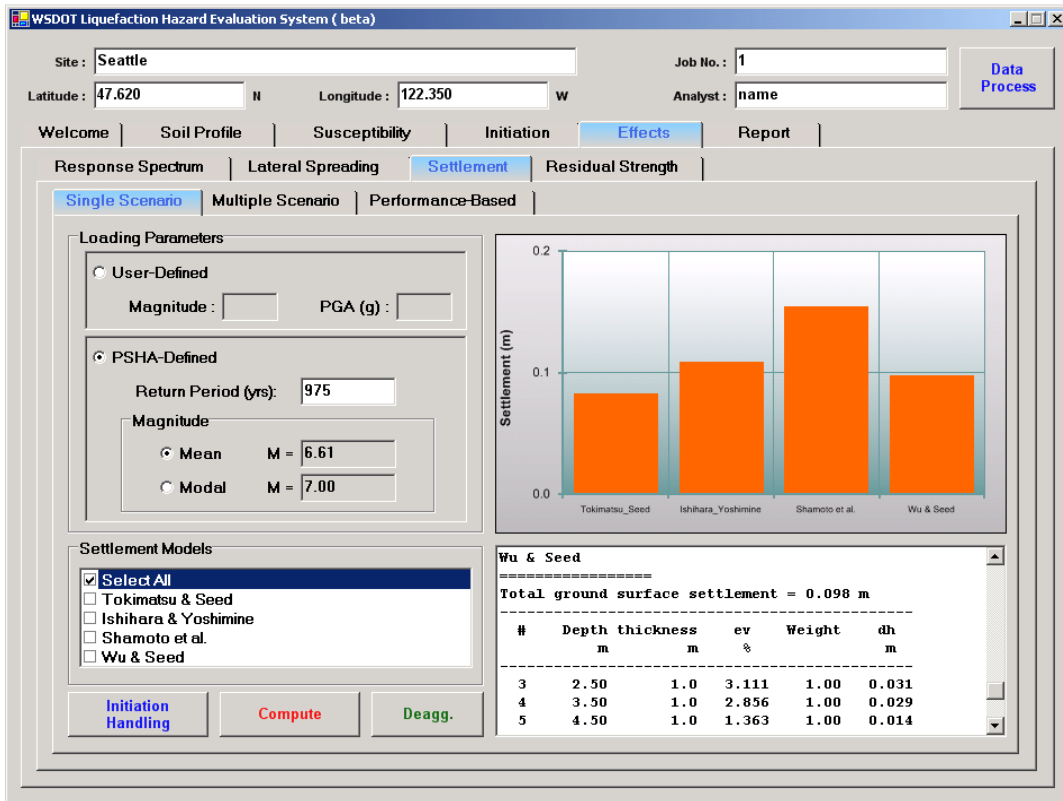 WSDOT Liquefaction Hazard Evaluation System ( beta)
Site : Seattle Job No. : 1
Data Process
Latitude : 47.620 N Longitude : 122.350 W Analyst : name
Welcome Soil Profile Susceptibility Initiation Effects Report
Response Spectrum Lateral Spreading Settlement Residual Strength
Single Scenario Multiple Scenario Performance-Based
Loading Parameters
User-Defined
Magnitude : PGA (g) :
PSHA-Defined
Return Period (yrs): 975
Magnitude
Mean M = 6.61
Modal M = 7.00
Settlement Models
Select All
Tokimatsu & Seed
Ishihara & Yoshimine
Shamoto et al.
Wu & Seed
Initiation Handling Compute Deagg.
Settlement (m)
0.2
0.1
0.0
Tokimatsu_Seed Ishihara_Yoshimine Shamoto et al. Wu & Seed
Wu & Seed
=================
Total ground surface settlement = 0.098 m
----------------------------------------------
# Depth thickness ev Weight dh
m m % m
----------------------------------------------
3 2.50 1.0 3.111 1.00 0.031
4 3.50 1.0 2.856 1.00 0.029
5 4.50 1.0 1.363 1.00 0.014